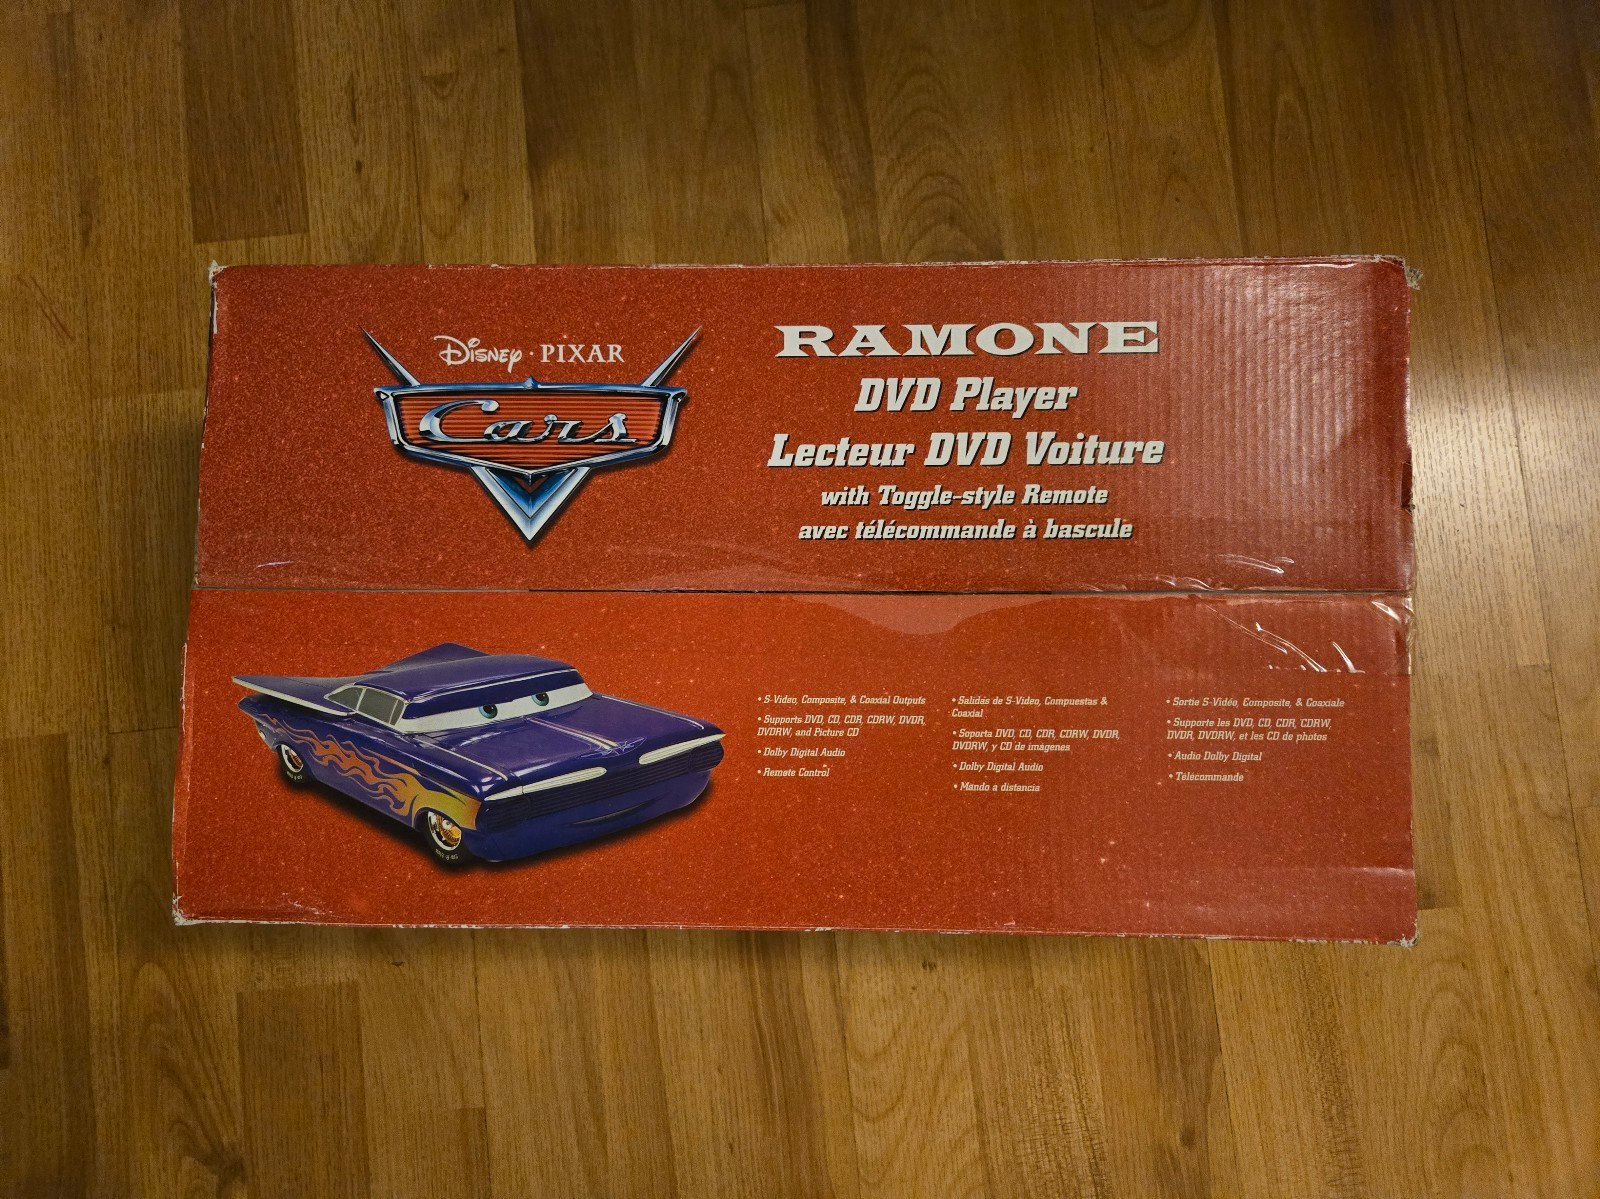 Disney · PIXAR
Cars
RAMONE
DVD Player
Lecteur DVD Voiture
with Toggle-style Remote
avec télécommande à bascule
• S-Video, Composite, & Coaxial Outputs
• Supports DVD, CD, CDR, CDRW, DVDR,
DVDRW, and Picture CD
• Dolby Digital Audio
• Remote Control
• Salidas de S-Video, Compuestas &
Coaxial
• Soporta DVD, CD, CDR, CDRW, DVDR,
DVDRW, y CD de imágenes
• Dolby Digital Audio
• Mando a distancia
• Sortie S-Vidéo, Composite, & Coaxiale
• Supporte les DVD, CD, CDR, CDRW,
DVDR, DVDRW, et les CD de photos
• Audio Dolby Digital
• Télécommande